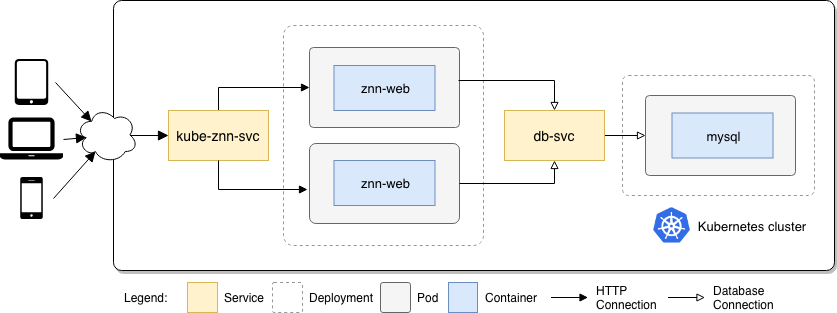 znn-web
kube-znn-svc
db-svc
mysql
znn-web
Kubernetes cluster
Legend:
Service
Deployment
Pod
Container
HTTP
Connection
Database
Connection